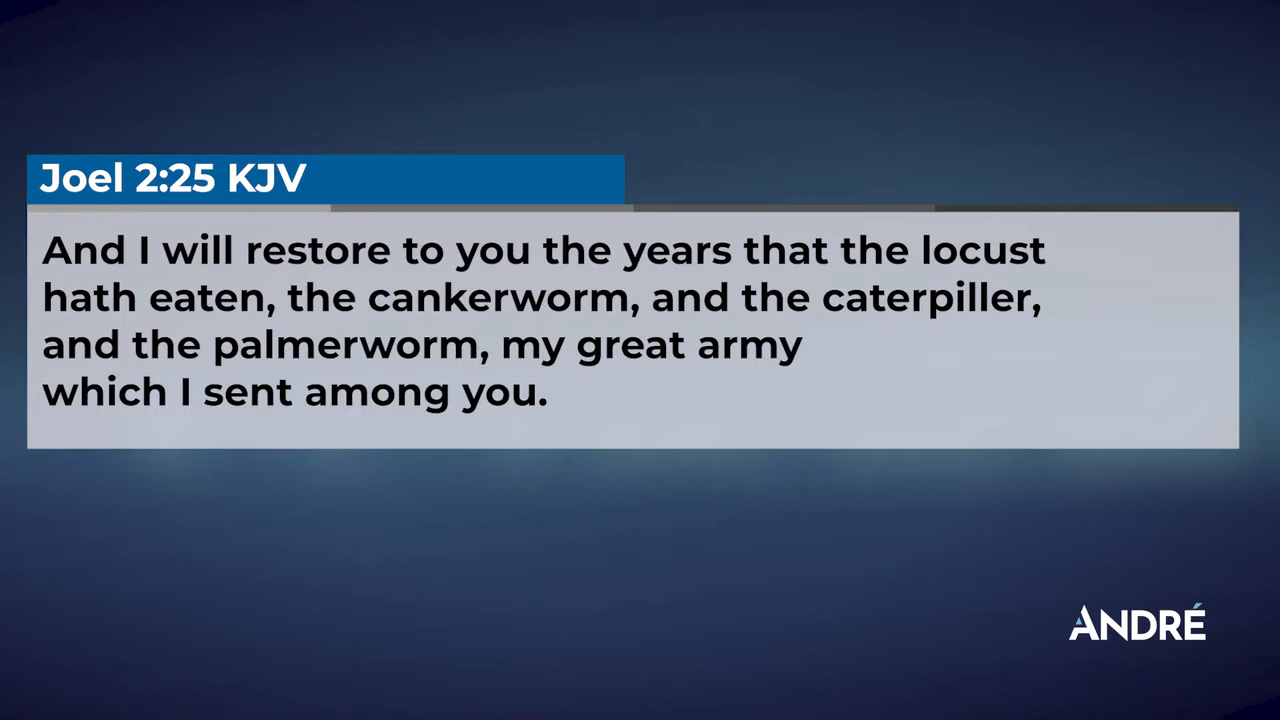 Joel 2:25 KJV
And I will restore to you the years that the locust
hath eaten, the cankerworm, and the caterpiller,
and the palmerworm, my great army
which I sent among you.
ANDRÉ